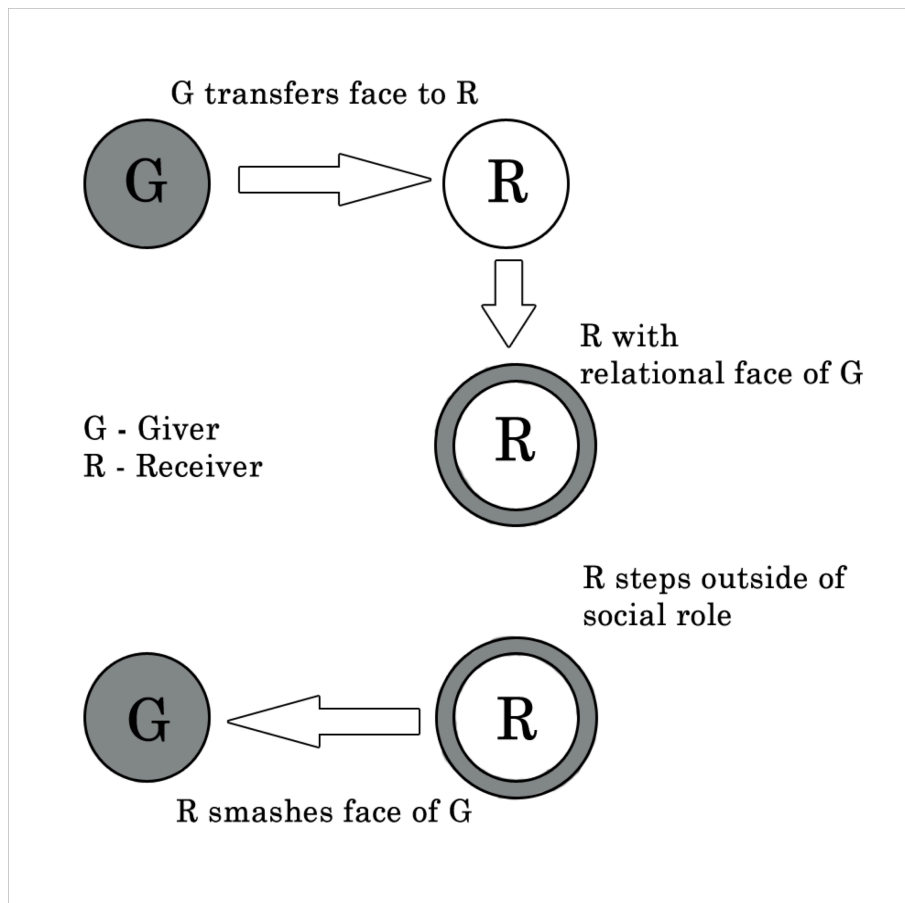 G transfers face to R
G
R
R with
relational face of G
R
G - Giver
R - Receiver
R steps outside of
social role
G
R
R smashes face of G